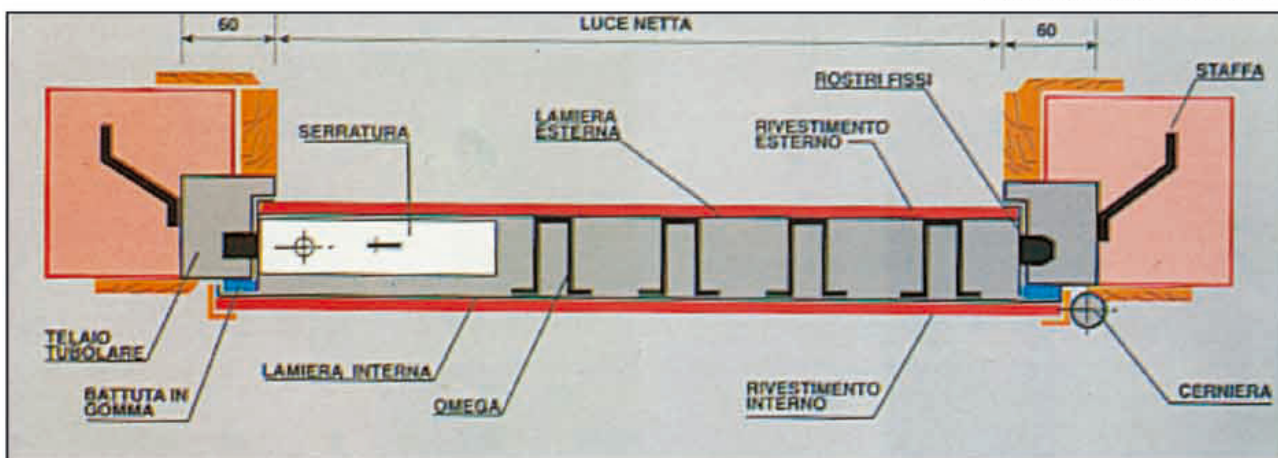 60
LUCE NETTA
60
STAFFA
ROSTRI FISSI
LAMIERA
ESTERNA
RIVESTIMENTO
ESTERNO
SERRATURA
TELAIO
TUBOLARE
BATTUTA IN
GOMMA
LAMIERA INTERNA
OMEGA
RIVESTIMENTO
INTERNO
CERNIERA